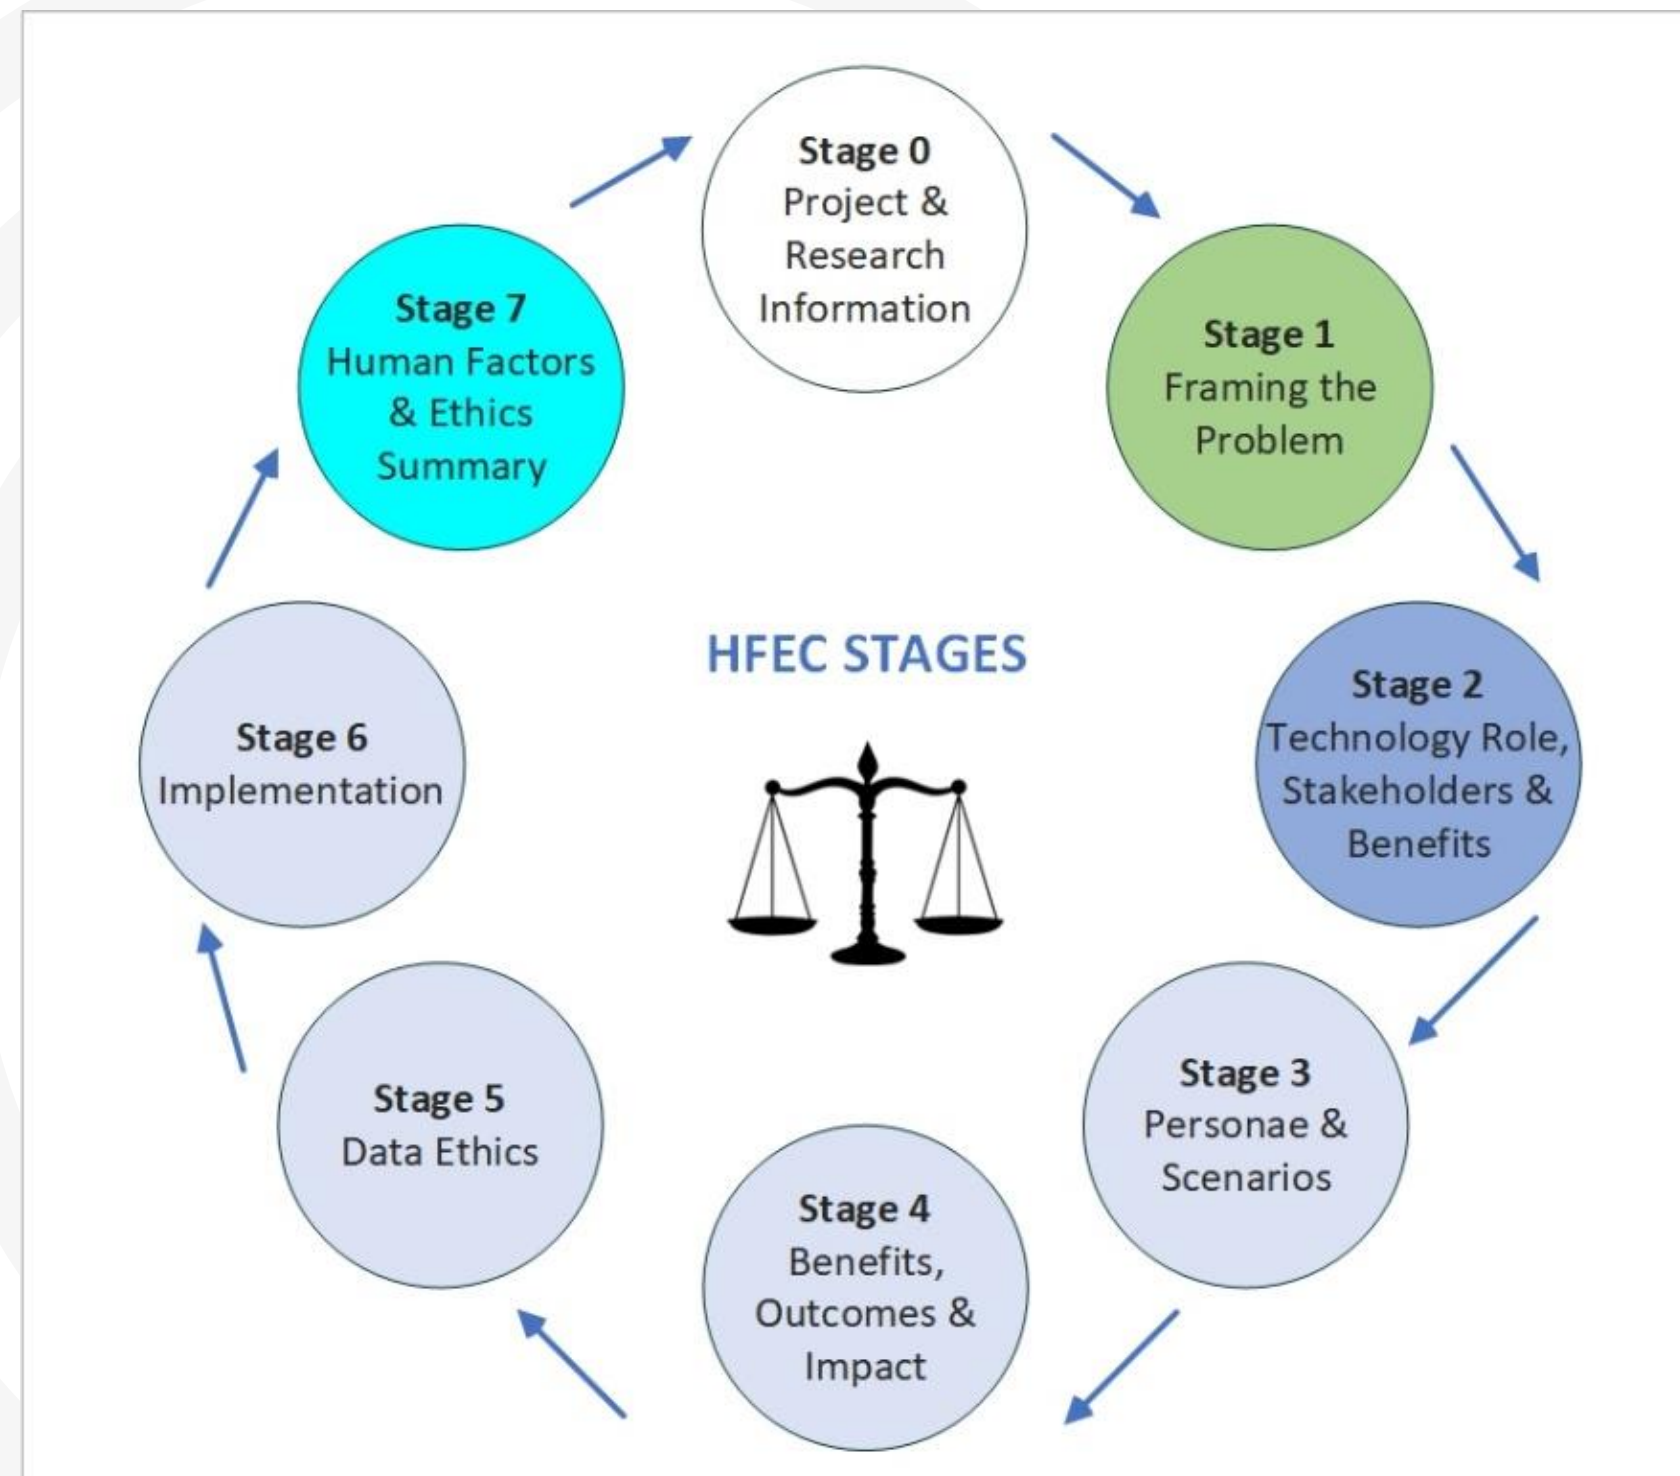 Stage 0
Project &
Research
Information
Stage 1
Framing the
Problem
Stage 2
Technology Role,
Stakeholders &
Benefits
Stage 3
Personae &
Scenarios
Stage 4
Benefits,
Outcomes &
Impact
Stage 5
Data Ethics
Stage 6
Implementation
Stage 7
Human Factors
& Ethics
Summary
HFEC STAGES